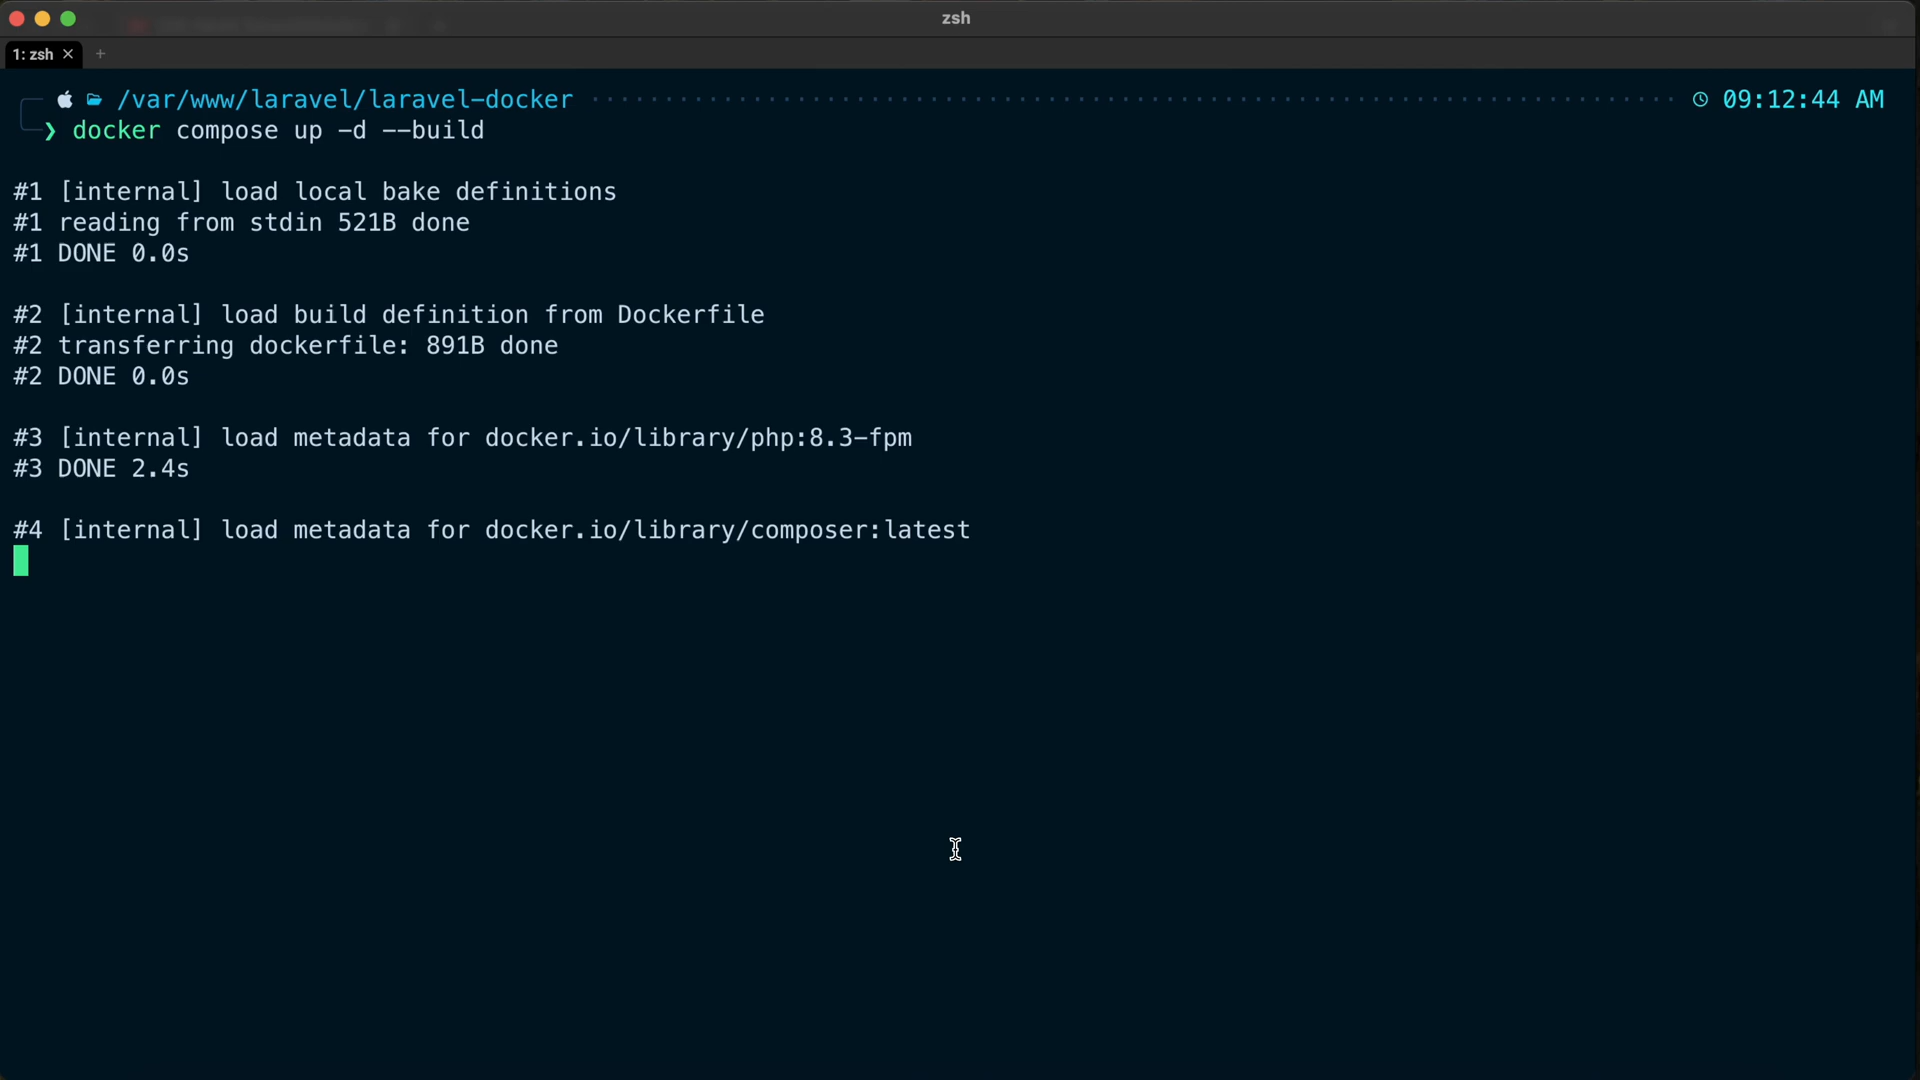 zsh
1: zsh × +
/var/www/laravel/laravel-docker 09:12:44 AM
❯ docker compose up -d --build
#1 [internal] load local bake definitions
#1 reading from stdin 521B done
#1 DONE 0.0s
#2 [internal] load build definition from Dockerfile
#2 transferring dockerfile: 891B done
#2 DONE 0.0s
#3 [internal] load metadata for docker.io/library/php:8.3-fpm
#3 DONE 2.4s
#4 [internal] load metadata for docker.io/library/composer:latest